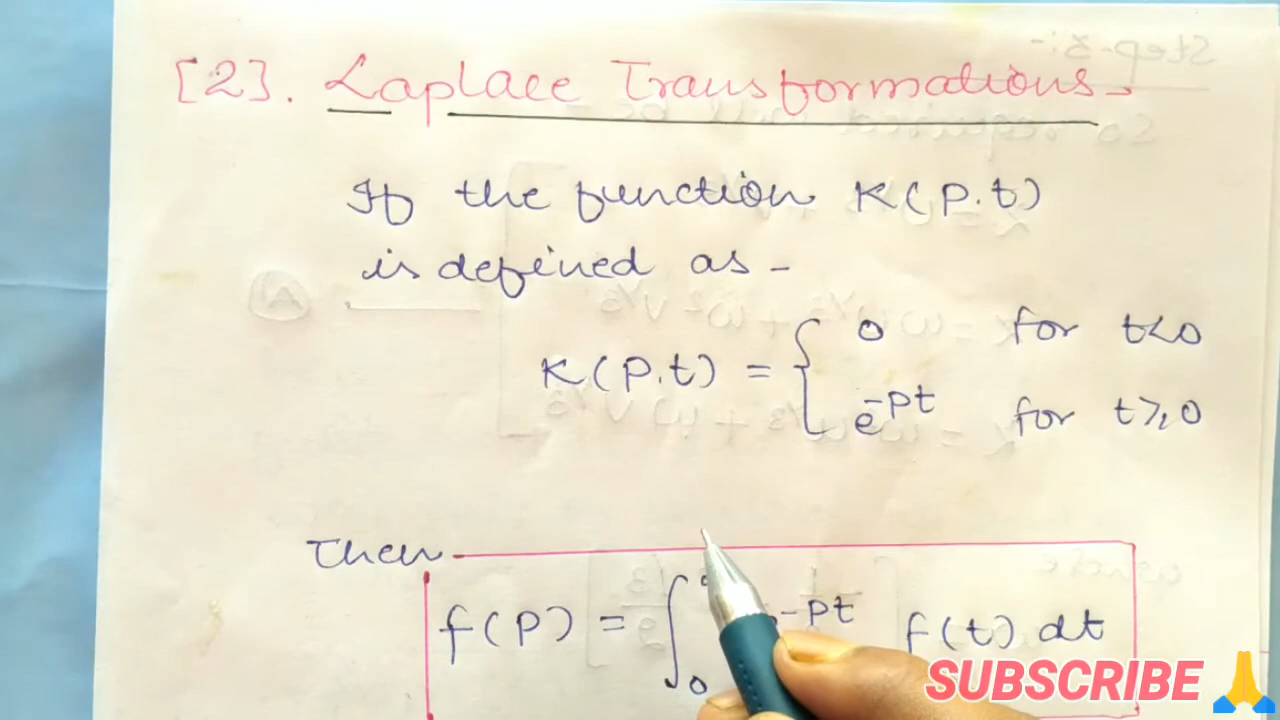 [2]. Laplace Transformations-
If the function K(P.t)
is defined as -
K(P.t) = { 0 for t<0
e^-Pt for t≥0
Then
f(P) = ∫0 -Pt F(t) dt
SUBSCRIBE